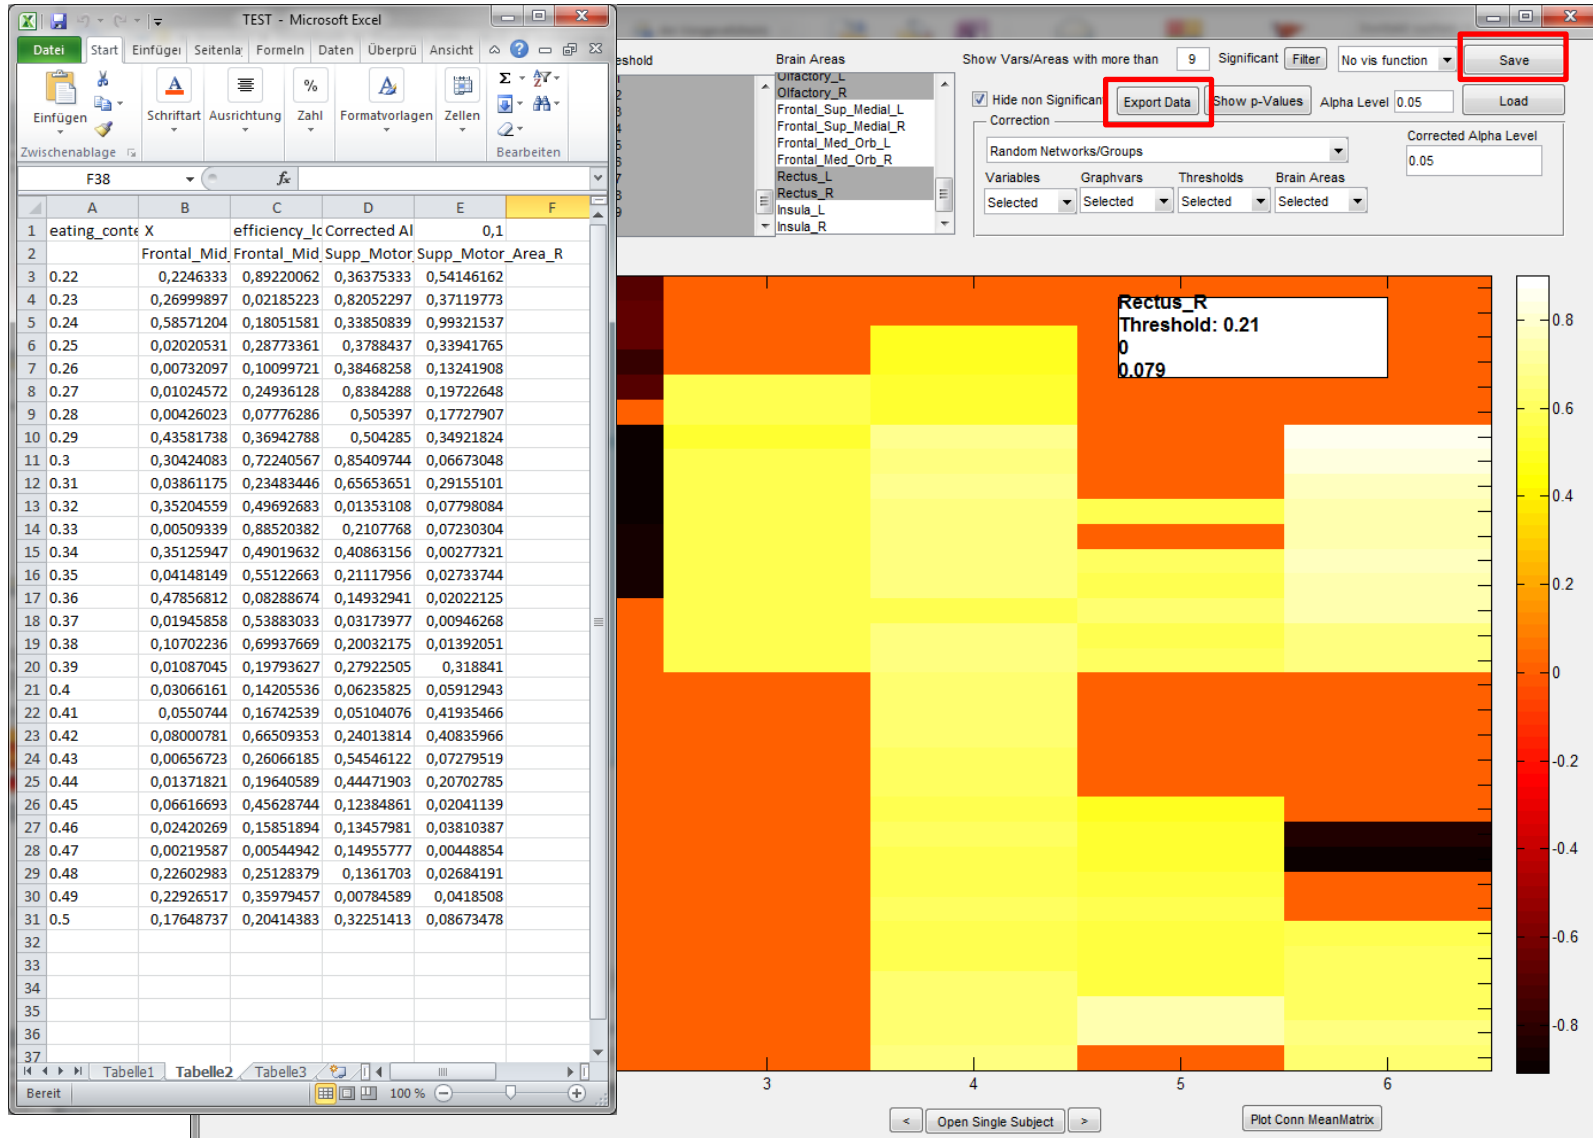 TEST - Microsoft Excel
Datei Start Einfügei Seitenla Formeln Daten Überprü Ansicht
Einfügen Schriftart Ausrichtung Zahl Formatvorlagen Zellen
Zwischenablage Bearbeiten
F38 fx
A B C D E F
1 eating_conte X efficiency_lc Corrected Al 0,1
2 Frontal_Mid_ Frontal_Mid_ Supp_Motor_ Supp_Motor_Area_R
3 0.22 0,2246333 0,89220062 0,36375333 0,54146162
4 0.23 0,26999897 0,02185223 0,82052297 0,37119773
5 0.24 0,58571204 0,18051581 0,33850839 0,99321537
6 0.25 0,02020531 0,28773361 0,3788437 0,33941765
7 0.26 0,00732097 0,10099721 0,38468258 0,13241908
8 0.27 0,01024572 0,24936128 0,8384288 0,19722648
9 0.28 0,00426023 0,07776286 0,505397 0,17727907
10 0.29 0,43581738 0,36942788 0,504285 0,34921824
11 0.3 0,30424083 0,72240567 0,85409744 0,06673048
12 0.31 0,03861175 0,23483446 0,65653651 0,29155101
13 0.32 0,35204559 0,49692683 0,01353108 0,07798084
14 0.33 0,00509339 0,88520382 0,2107768 0,07230304
15 0.34 0,35125947 0,49019632 0,40863156 0,00277321
16 0.35 0,04148149 0,55122663 0,21117956 0,02733744
17 0.36 0,47856812 0,08288674 0,14932941 0,02022125
18 0.37 0,01945858 0,53883033 0,03173977 0,00946268
19 0.38 0,10702236 0,69937669 0,20032175 0,01392051
20 0.39 0,01087045 0,19793627 0,27922505 0,318841
21 0.4 0,03066161 0,14205536 0,06235825 0,05912943
22 0.41 0,0550744 0,16742539 0,05104076 0,41935466
23 0.42 0,08000781 0,66509353 0,24013814 0,40835966
24 0.43 0,00656723 0,26066185 0,54546122 0,07279519
25 0.44 0,01371821 0,19640589 0,44471903 0,20702785
26 0.45 0,06616693 0,45628744 0,12384861 0,02041139
27 0.46 0,02420269 0,15851894 0,13457981 0,03810387
28 0.47 0,00219587 0,00544942 0,14955777 0,00448854
29 0.48 0,22602983 0,25128379 0,1361703 0,02684191
30 0.49 0,22926517 0,35979457 0,00784589 0,0418508
31 0.5 0,17648737 0,20414383 0,32251413 0,08673478
32
33
34
35
36
37
Tabelle1 Tabelle2 Tabelle3
Bereit 100 %
eshold Brain Areas
Olfactory_L
Olfactory_R
Frontal_Sup_Medial_L
Frontal_Sup_Medial_R
Frontal_Med_Orb_L
Frontal_Med_Orb_R
Rectus_L
Rectus_R
Insula_L
Insula_R
Show Vars/Areas with more than 9 Significant Filter No vis function Save
Hide non Significan Export Data Show p-Values Alpha Level 0.05 Load
Correction Corrected Alpha Level
Random Networks/Groups 0.05
Variables Graphvars Thresholds Brain Areas
Selected Selected Selected Selected
Rectus_R
Threshold: 0.21
0
0.079
0.8
0.6
0.4
0.2
0
-0.2
-0.4
-0.6
-0.8
3 4 5 6
< Open Single Subject > Plot Conn MeanMatrix